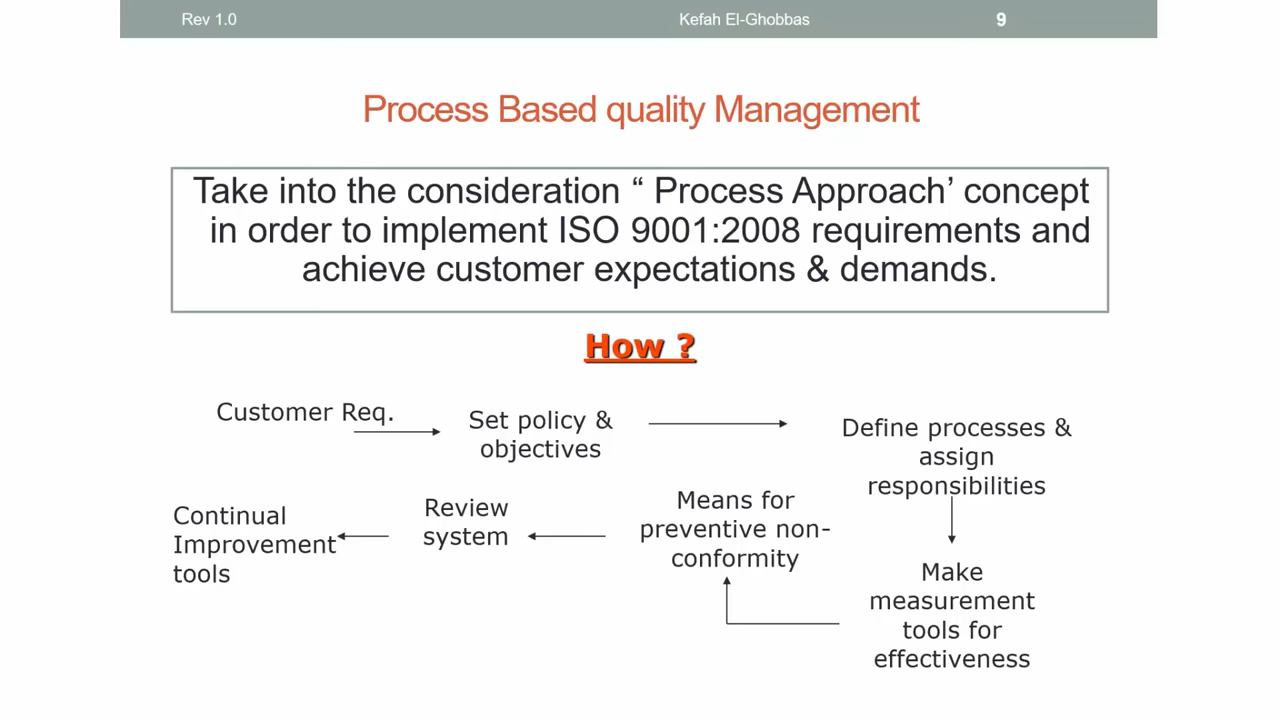 Rev 1.0
Kefah El-Ghobbas
9
Process Based quality Management
Take into the consideration “ Process Approach’ concept
in order to implement ISO 9001:2008 requirements and
achieve customer expectations & demands.
How ?
Customer Req.
Set policy &
objectives
Define processes &
assign
responsibilities
Make
measurement
tools for
effectiveness
Means for
preventive non-
conformity
Review
system
Continual
Improvement
tools